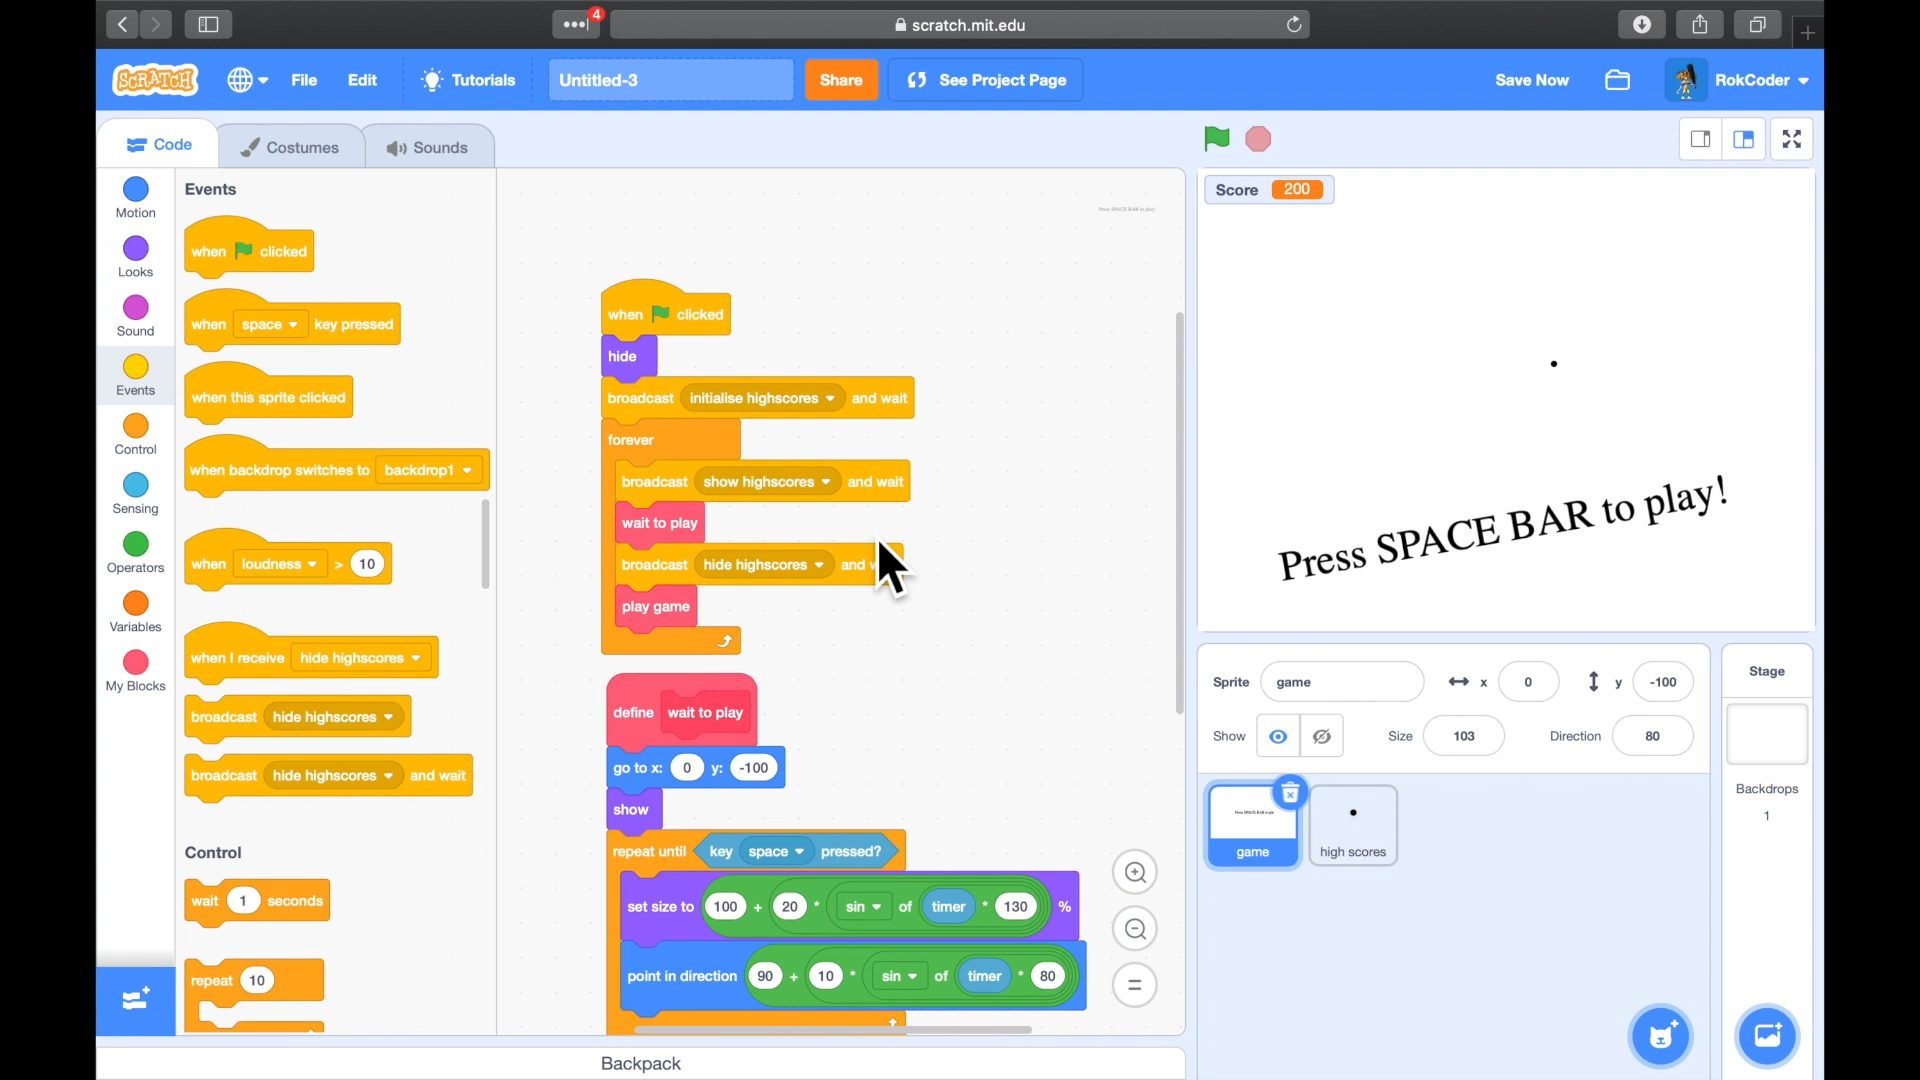 4
scratch.mit.edu
SCRATCH
File
Edit
Tutorials
Untitled-3
Share
See Project Page
Save Now
RokCoder
Code
Costumes
Sounds
Motion
Looks
Sound
Events
Control
Sensing
Operators
Variables
My Blocks
Events
when clicked
when space key pressed
when this sprite clicked
when backdrop switches to backdrop1
when loudness > 10
when I receive hide highscores
broadcast hide highscores
broadcast hide highscores and wait
Control
wait 1 seconds
repeat 10
Press SPACE BAR to play!
when clicked
hide
broadcast initialise highscores and wait
forever
broadcast show highscores and wait
wait to play
broadcast hide highscores and
play game
define wait to play
go to x: 0 y: -100
show
repeat until key space pressed?
set size to 100 + 20 * sin of timer * 130 %
point in direction 90 + 10 * sin of timer * 80
Backpack
Score 200
Press SPACE BAR to play!
Sprite game x 0 y -100
Show Size 103 Direction 80
game
high scores
Stage
Backdrops
1